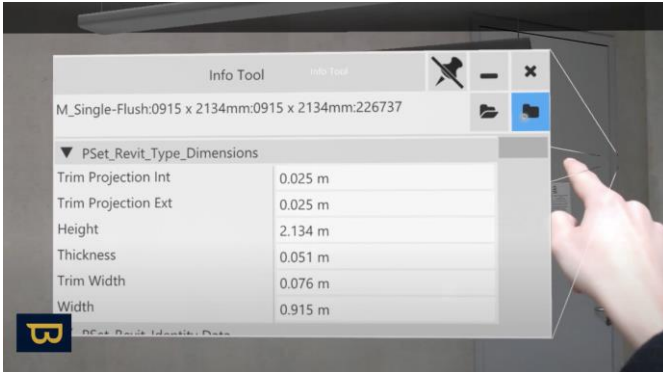 Info Tool
Info Tool
M_Single-Flush:0915 x 2134mm:0915 x 2134mm:226737
PSet_Revit_Type_Dimensions
Trim Projection Int 0.025 m
Trim Projection Ext 0.025 m
Height 2.134 m
Thickness 0.051 m
Trim Width 0.076 m
Width 0.915 m
PSet_Revit_Identity_Data